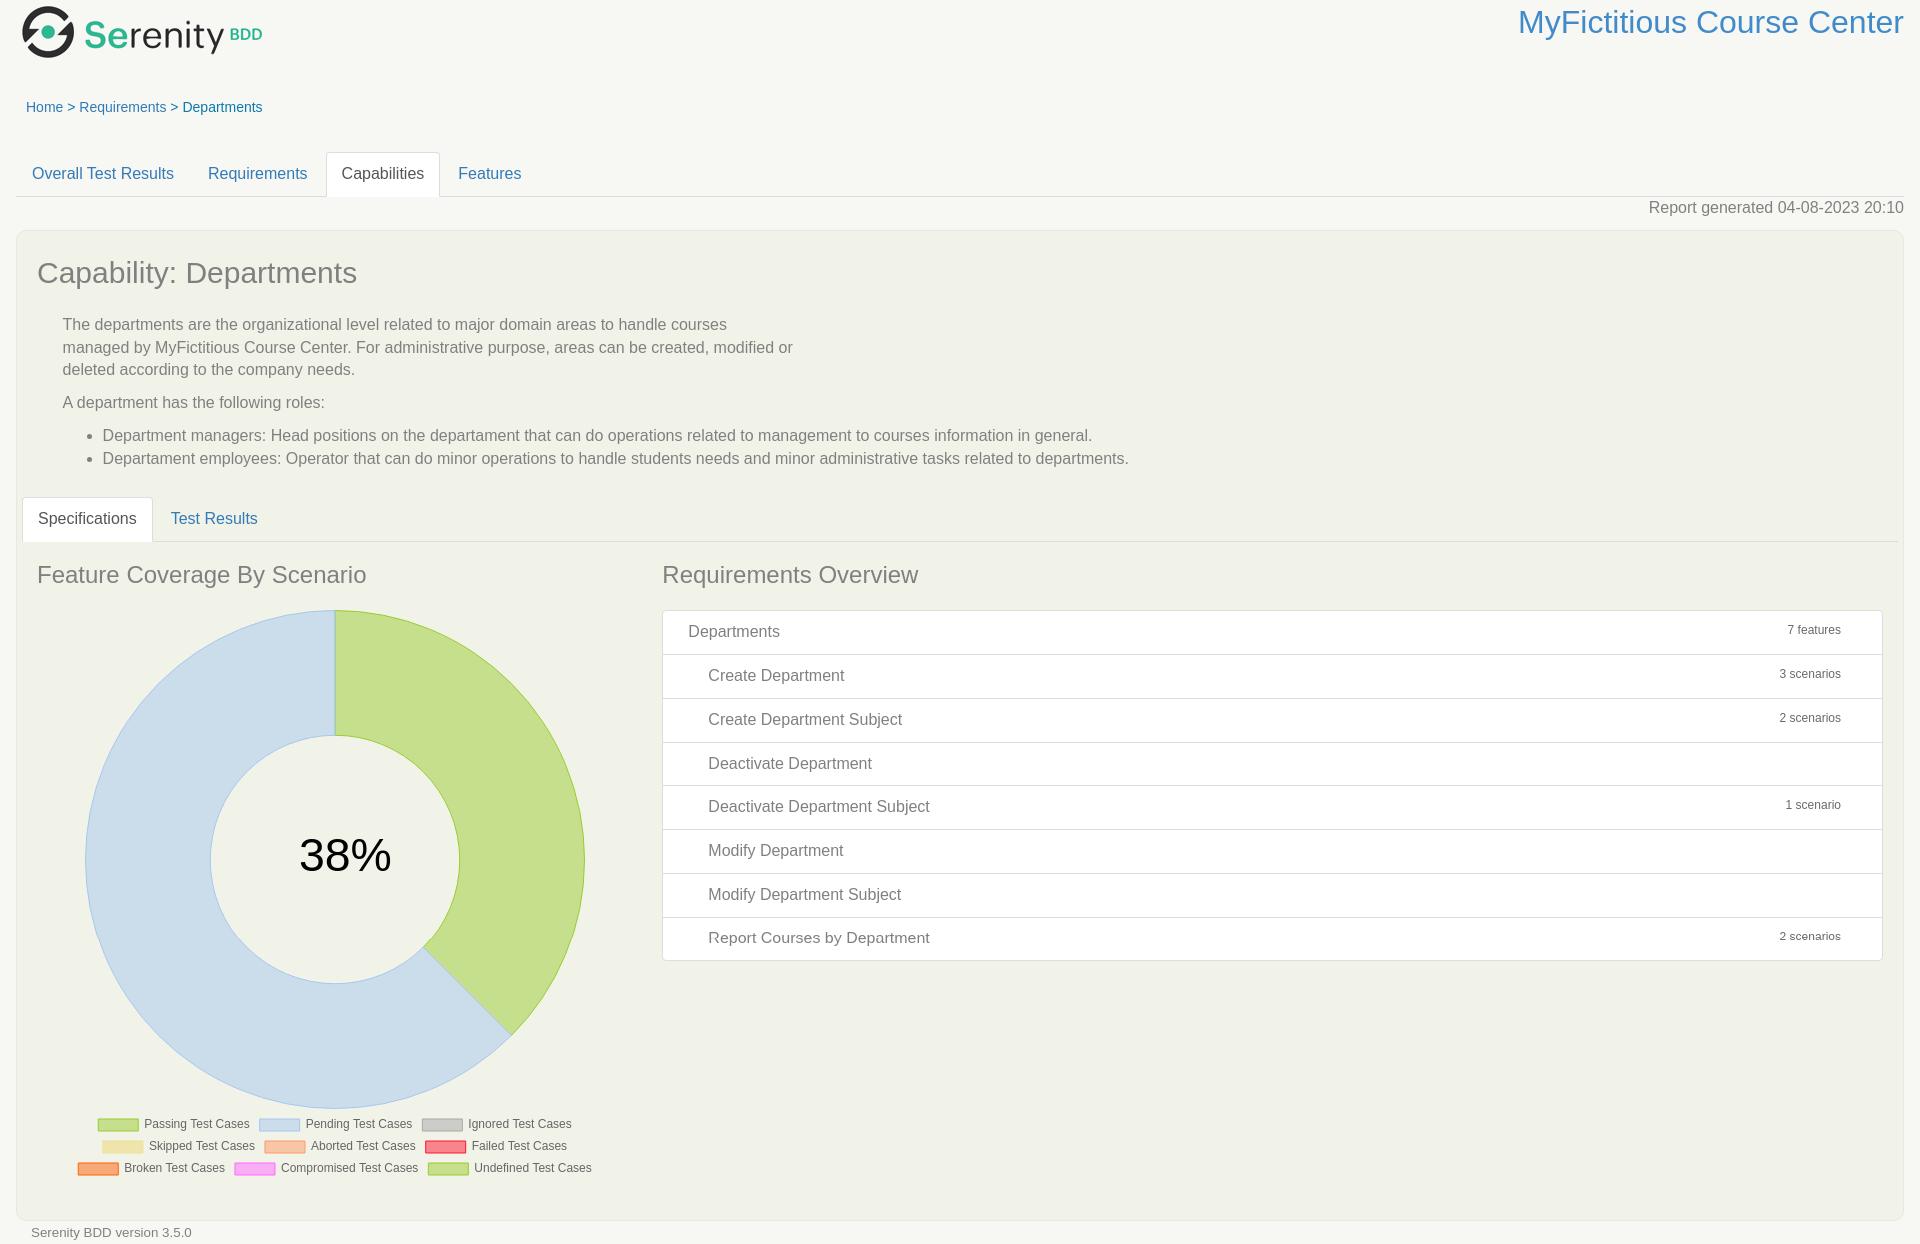 Serenity BDD
MyFictitious Course Center
Home > Requirements > Departments
Overall Test Results
Requirements
Capabilities
Features
Report generated 04-08-2023 20:10
Capability: Departments
The departments are the organizational level related to major domain areas to handle courses
managed by MyFictitious Course Center. For administrative purpose, areas can be created, modified or
deleted according to the company needs.
A department has the following roles:
• Department managers: Head positions on the departament that can do operations related to management to courses information in general.
• Departament employees: Operator that can do minor operations to handle students needs and minor administrative tasks related to departments.
Specifications
Test Results
Feature Coverage By Scenario
38%
Passing Test Cases
Pending Test Cases
Ignored Test Cases
Skipped Test Cases
Aborted Test Cases
Failed Test Cases
Broken Test Cases
Compromised Test Cases
Undefined Test Cases
Requirements Overview
Departments 7 features
Create Department 3 scenarios
Create Department Subject 2 scenarios
Deactivate Department
Deactivate Department Subject 1 scenario
Modify Department
Modify Department Subject
Report Courses by Department 2 scenarios
Serenity BDD version 3.5.0